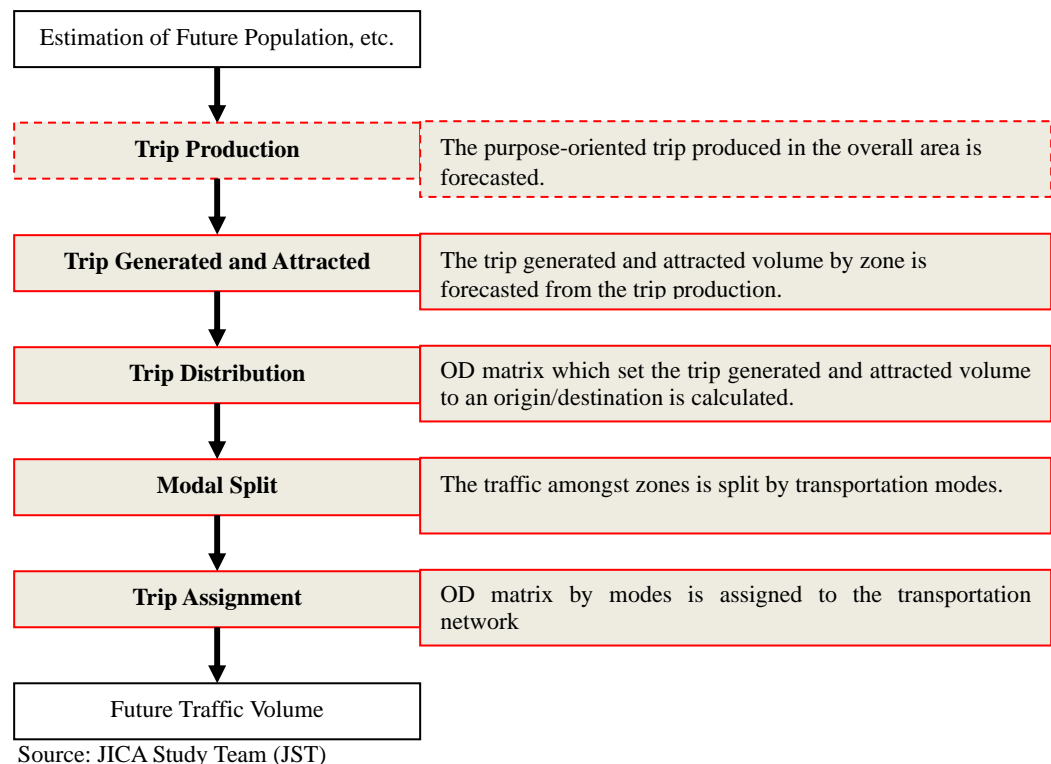 Estimation of Future Population, etc.
Trip Production
The purpose-oriented trip produced in the overall area is
forecasted.
Trip Generated and Attracted
The trip generated and attracted volume by zone is
forecasted from the trip production.
Trip Distribution
OD matrix which set the trip generated and attracted volume
to an origin/destination is calculated.
Modal Split
The traffic amongst zones is split by transportation modes.
Trip Assignment
OD matrix by modes is assigned to the transportation
network
Future Traffic Volume
Source: JICA Study Team (JST)